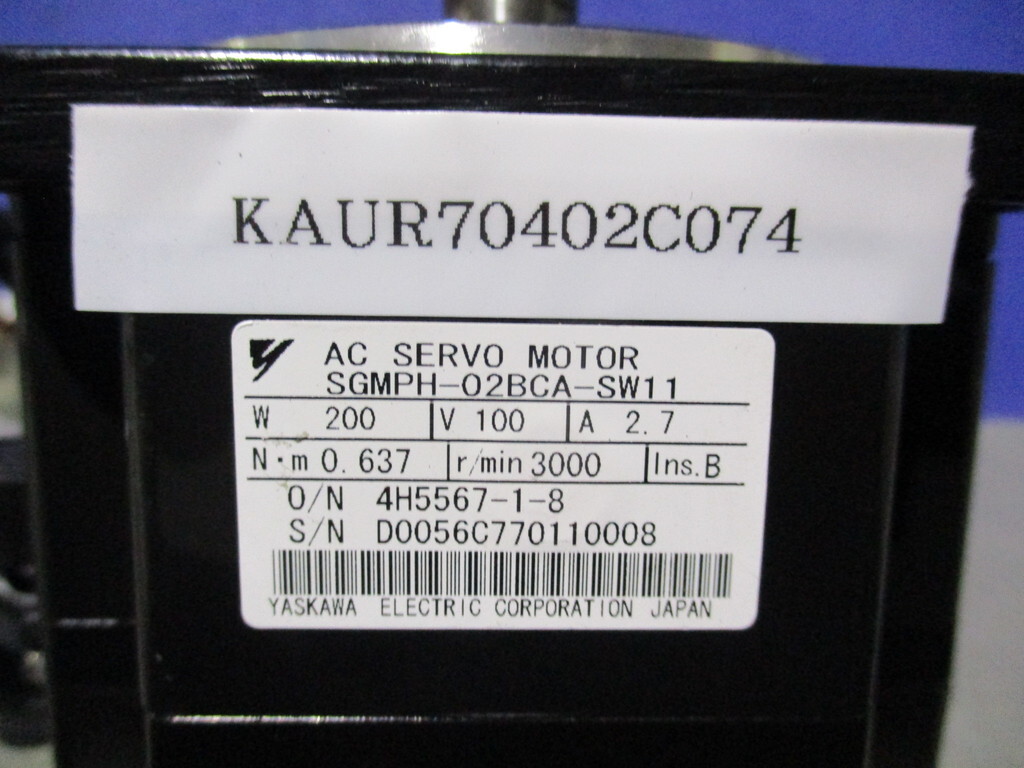 KAUR70402C074
AC SERVO MOTOR
SGMPH-02BCA-SW11
W 200 V 100 A 2.7
N·m 0.637 r/min 3000 Ins.B
O/N 4H5567-1-8
S/N D0056C770110008
YASKAWA ELECTRIC CORPORATION JAPAN